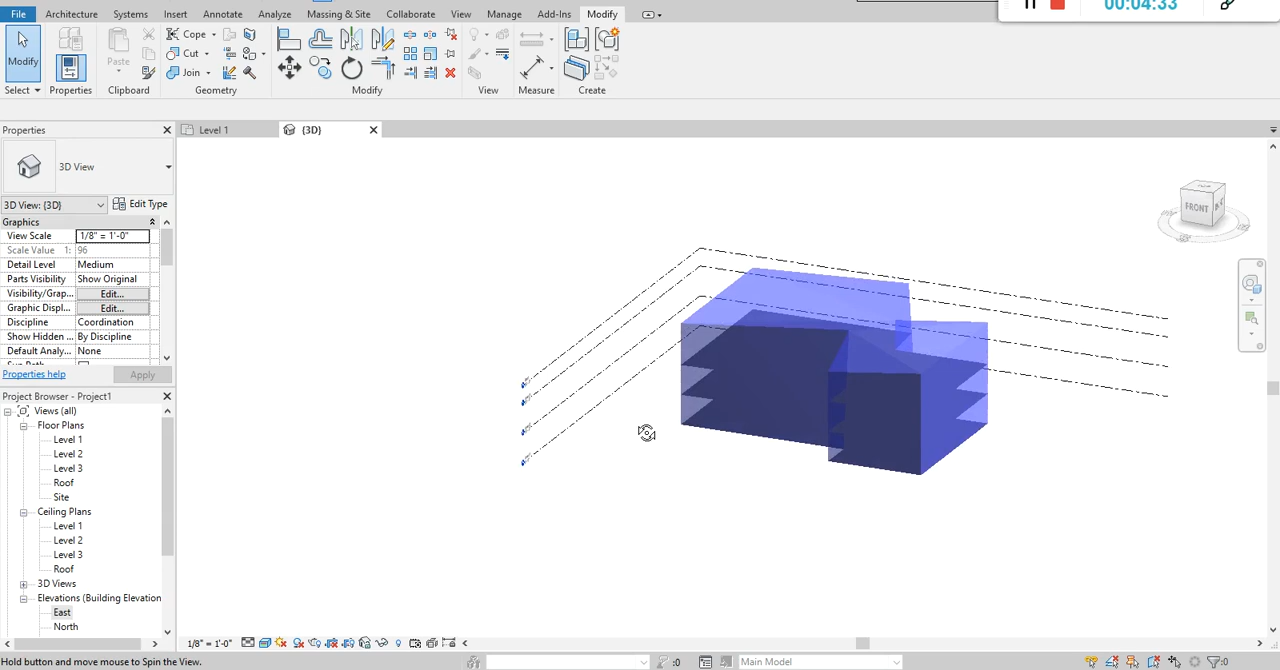 00:04:33
File Architecture Systems Insert Annotate Analyze Massing & Site Collaborate View Manage Add-Ins Modify
Modify Paste Cope
Cut
Join
Select Properties Clipboard Geometry Modify View Measure Create
Properties
Level 1 {3D}
3D View
3D View: {3D} Edit Type
Graphics
View Scale 1/8" = 1'-0"
Scale Value 1: 96
Detail Level Medium
Parts Visibility Show Original
Visibility/Grap... Edit...
Graphic Displ... Edit...
Discipline Coordination
Show Hidden ... By Discipline
Default Analy... None
Properties help Apply
Project Browser - Project1
Views (all)
Floor Plans
Level 1
Level 2
Level 3
Roof
Site
Ceiling Plans
Level 1
Level 2
Level 3
Roof
3D Views
Elevations (Building Elevation
East
North
FRONT
1/8" = 1'-0"
Hold button and move mouse to Spin the View.
:0 Main Model :0